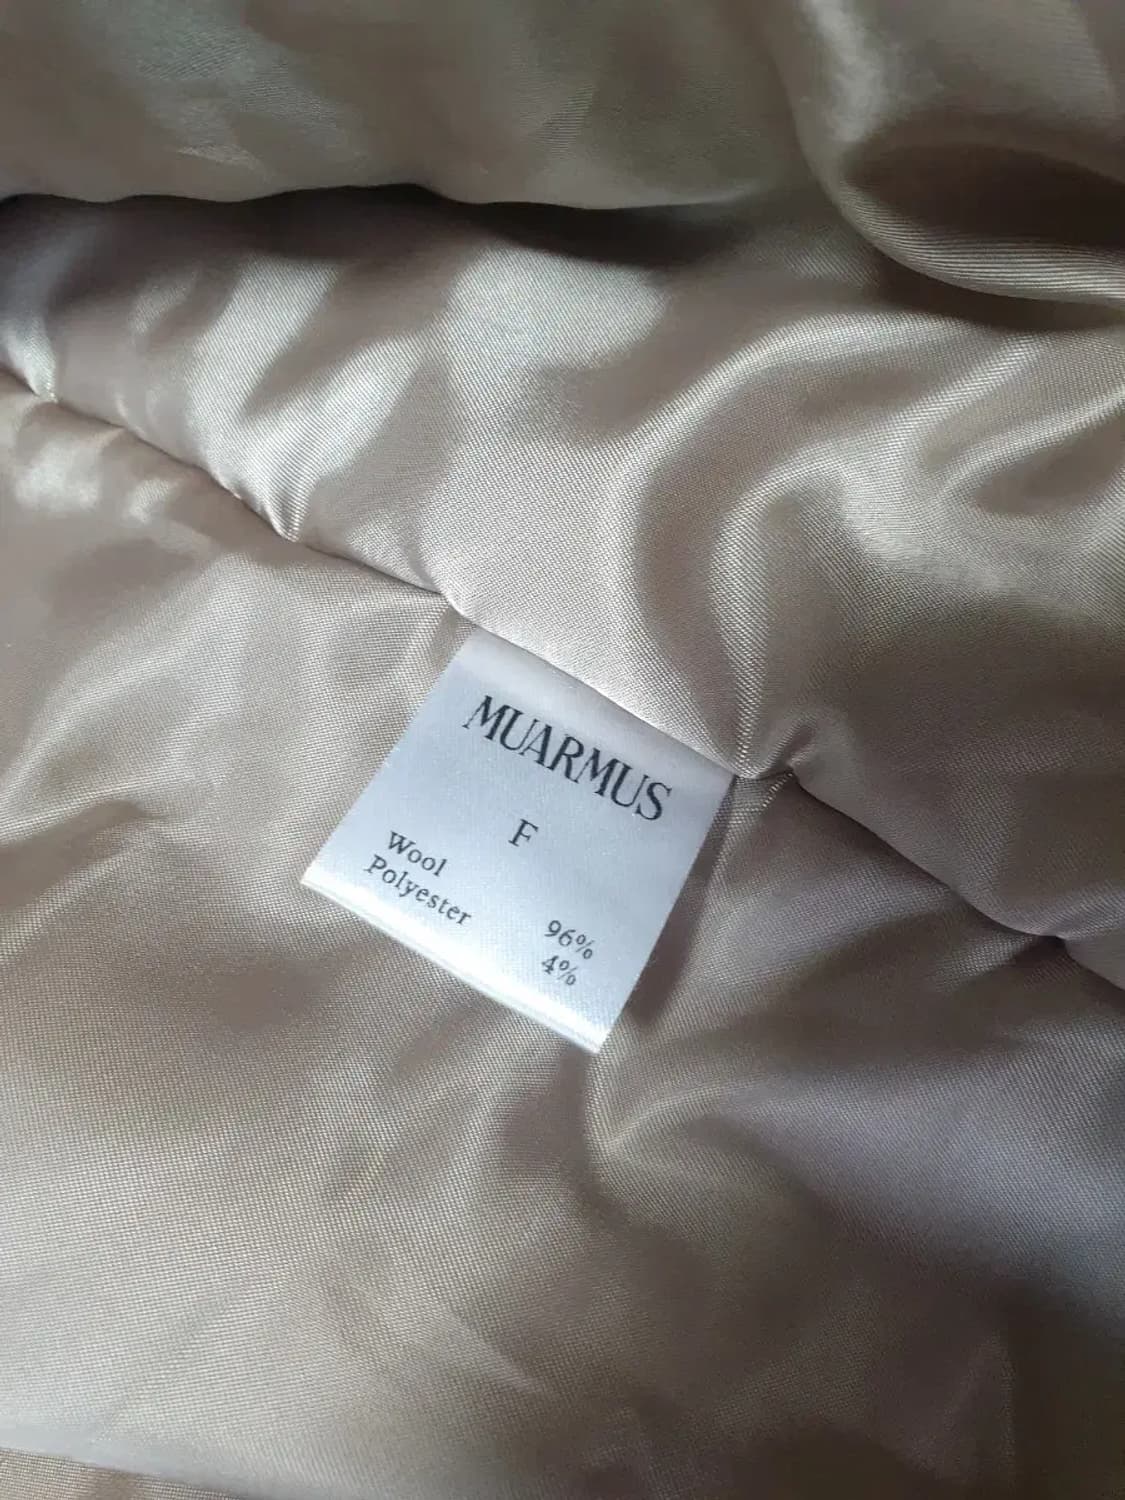 MUARMUS
F
Wool 96%
Polyester 4%